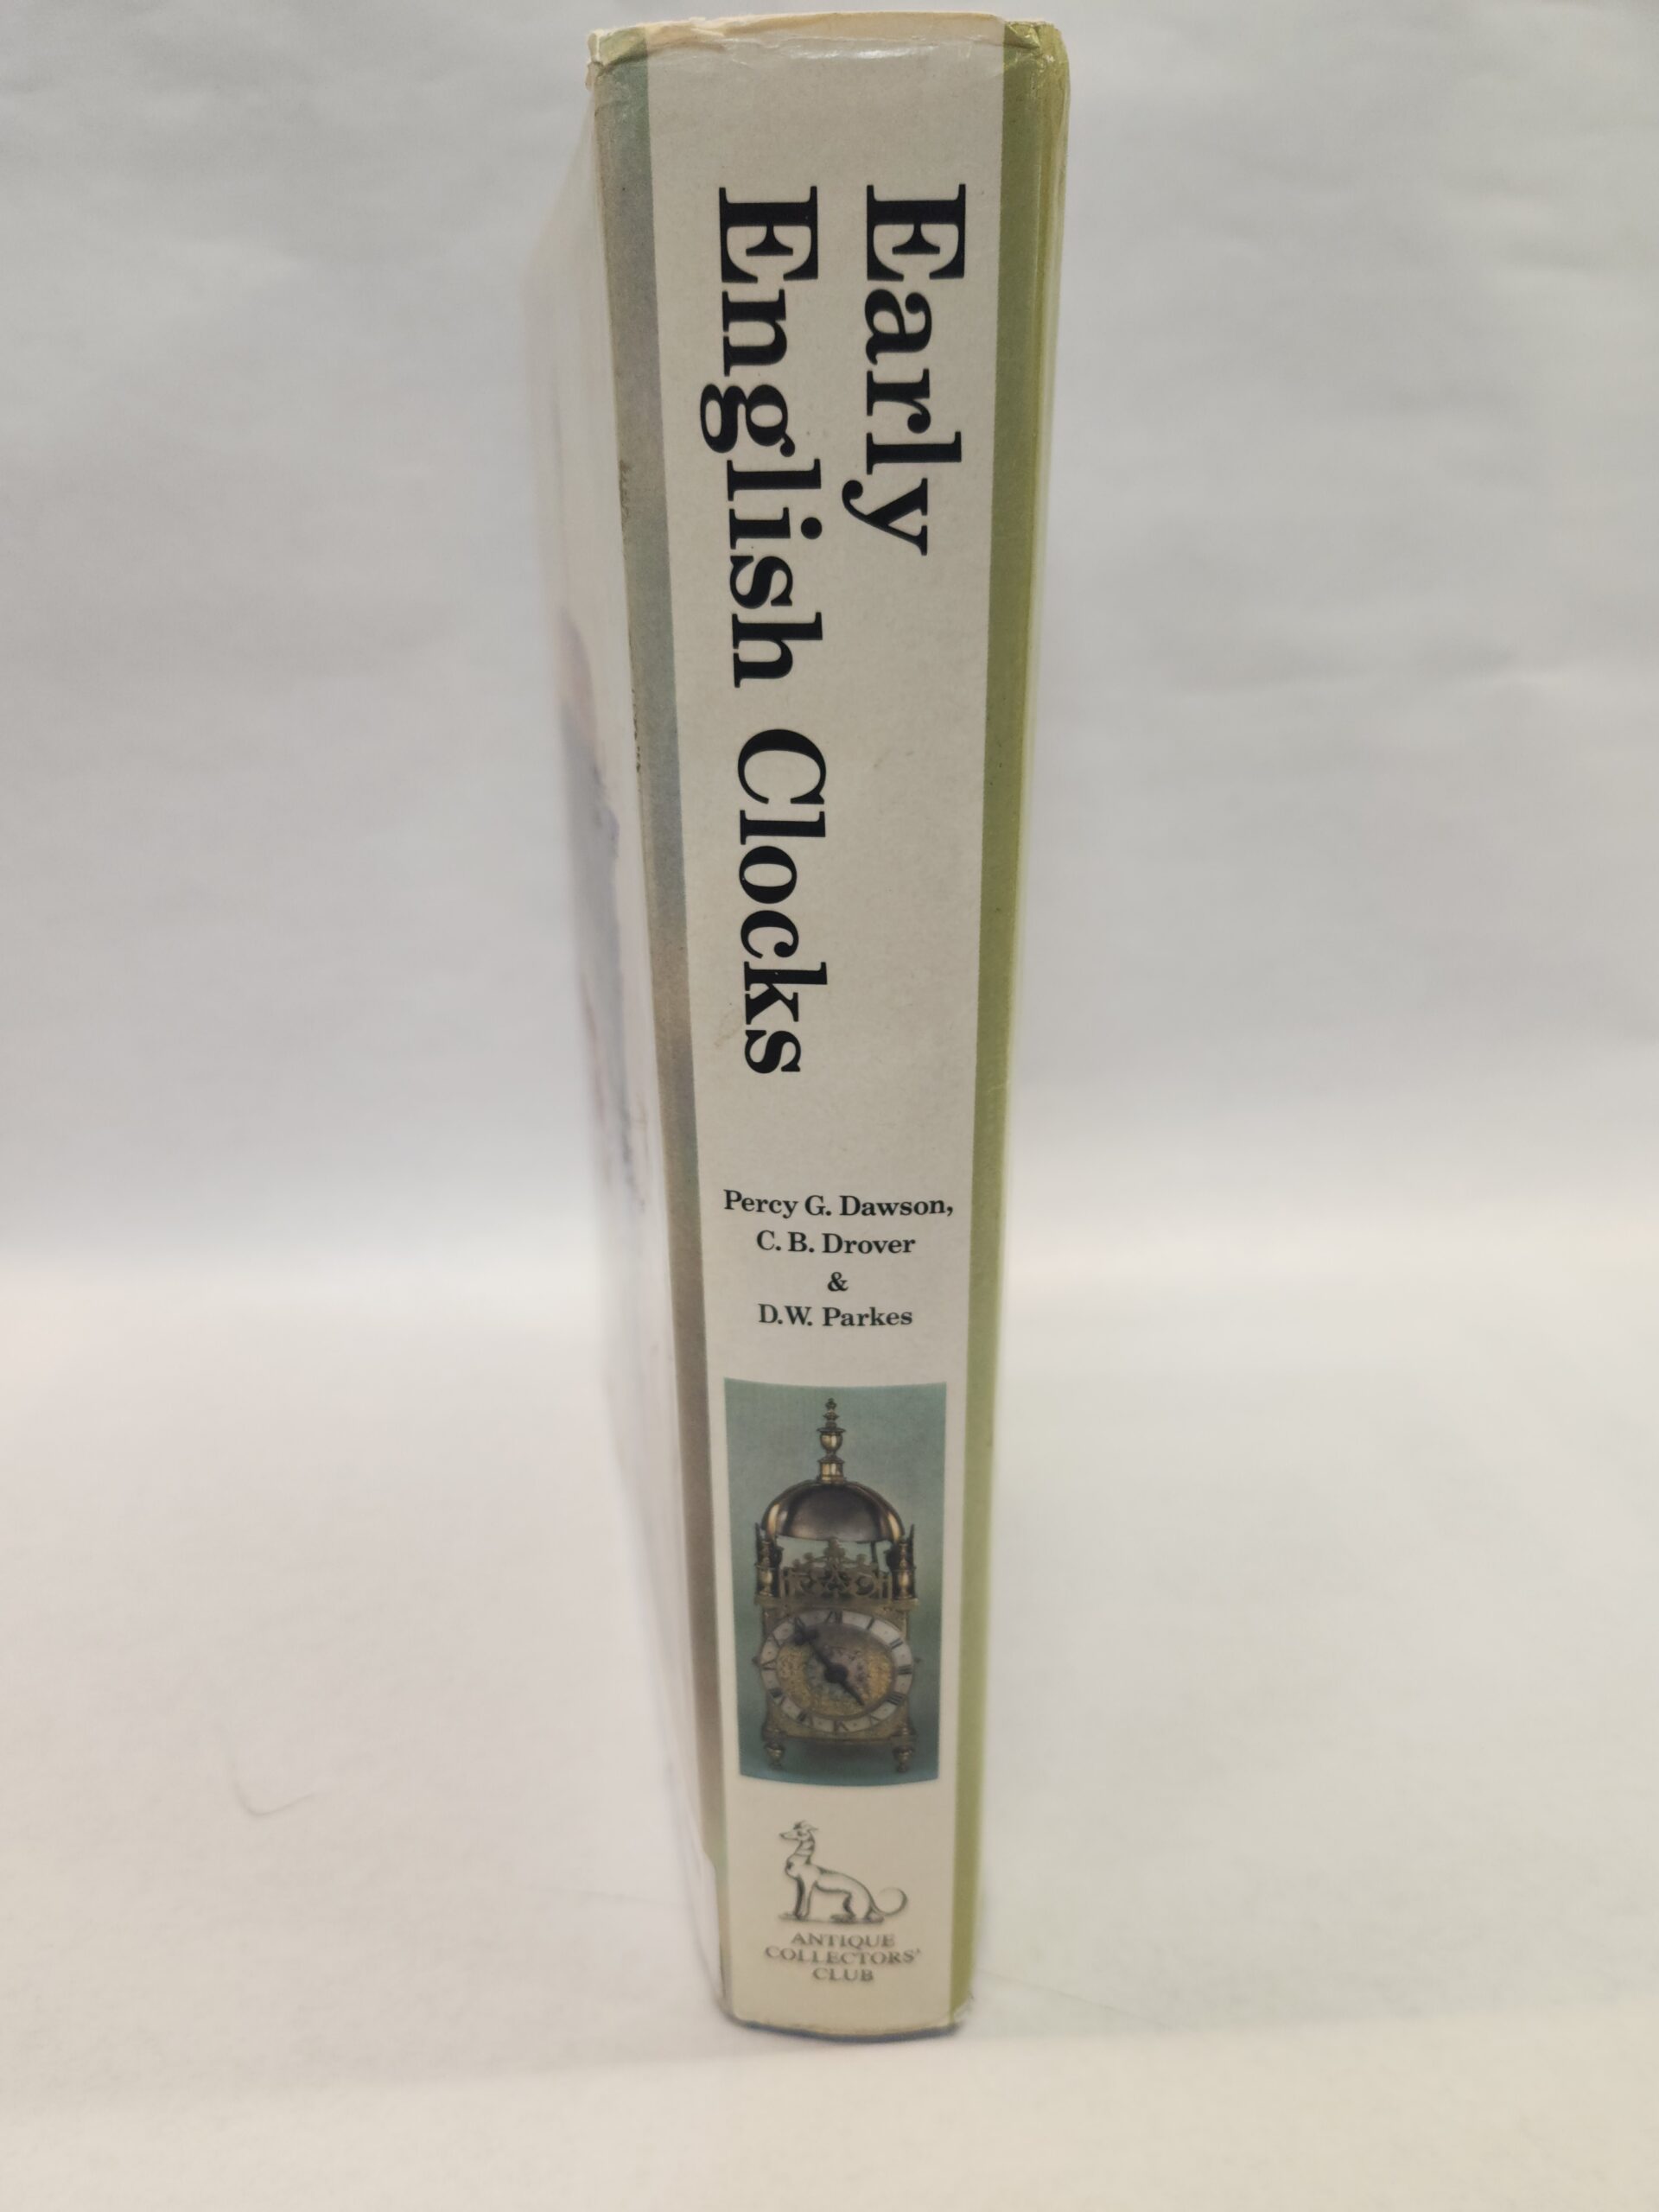 Early
English Clocks
Percy G. Dawson,
C. B. Drover
&
D.W. Parkes
ANTIQUE
COLLECTORS'
CLUB